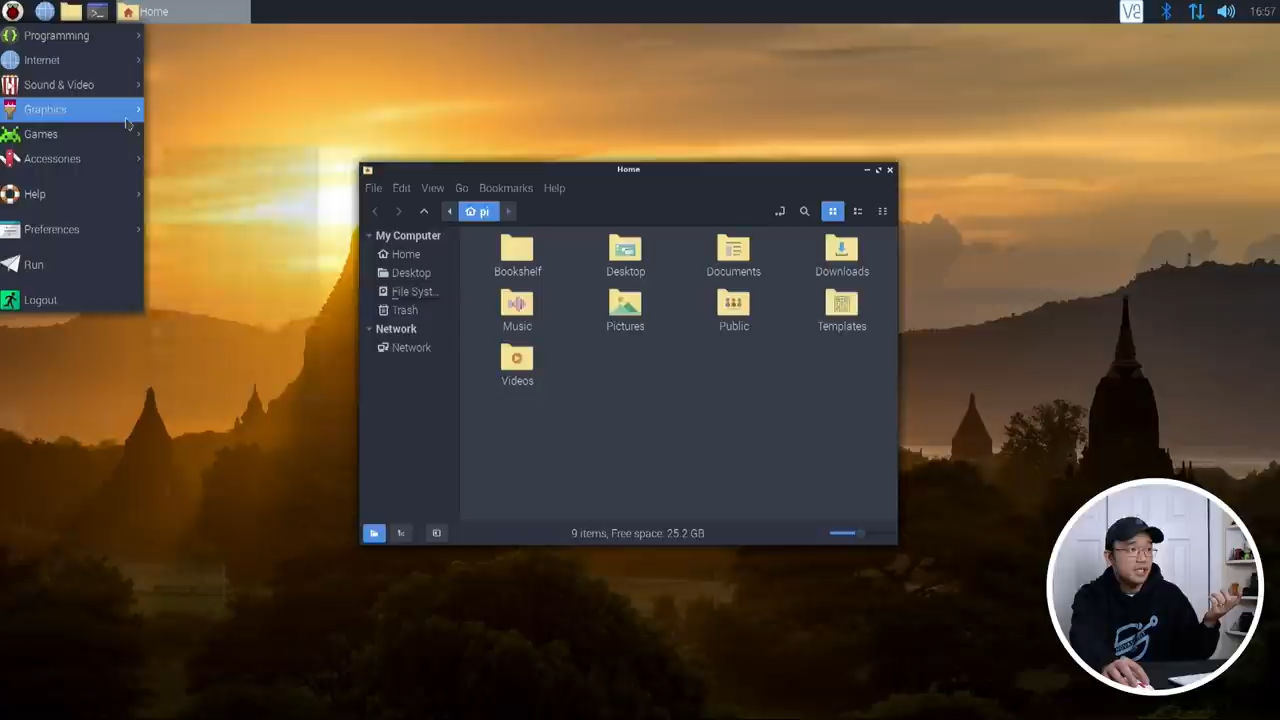 Home
V2
16:57
Programming
Internet
Sound & Video
Graphics
Games
Accessories
Help
Preferences
Run
Logout
Home
File Edit View Go Bookmarks Help
pi
My Computer
Home
Desktop
File Syst...
Trash
Network
Network
Bookshelf Desktop Documents Downloads
Music Pictures Public Templates
Videos
9 items, Free space: 25.2 GB